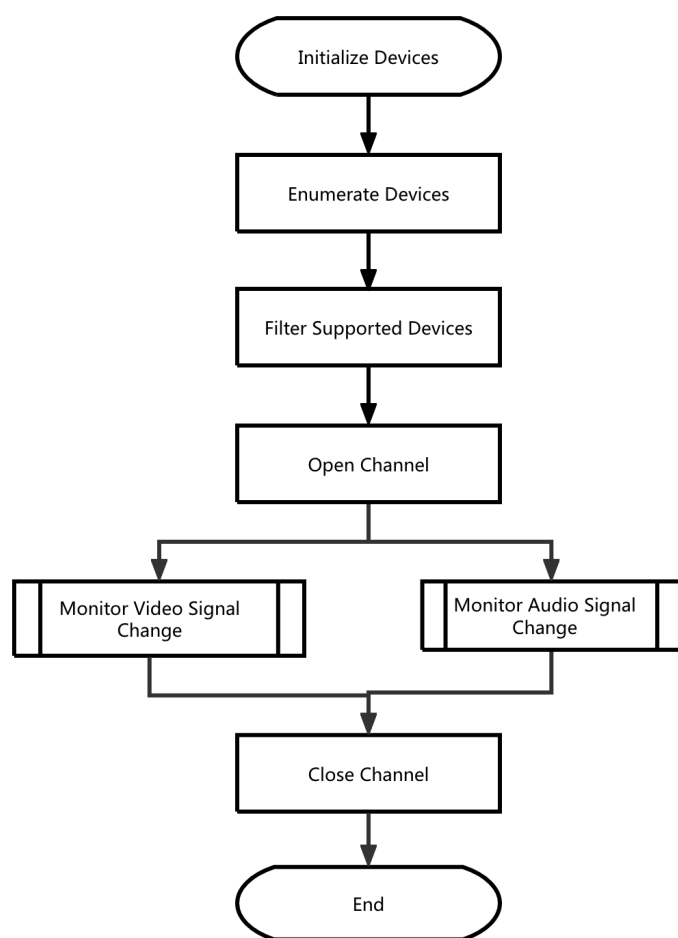 Initialize Devices
Enumerate Devices
Filter Supported Devices
Open Channel
Monitor Video Signal
Change
Monitor Audio Signal
Change
Close Channel
End